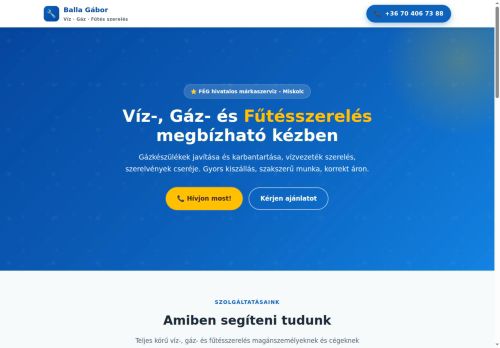 Balla Gábor
Víz · Gáz · Fűtés szerelés
+36 70 406 73 88
FÉG hivatalos márkaszerviz – Miskolc
Víz-, Gáz- és Fűtésszerelés
megbízható kézben
Gázkészülékek javítása és karbantartása, vízvezeték szerelés,
szerelvények cseréje. Gyors kiszállás, szakszerű munka, korrekt áron.
Hívjon most!
Kérjen ajánlatot
SZOLGÁLTATÁSAINK
Amiben segíteni tudunk
Teljes körű víz-, gáz- és fűtésszerelés magánszemélyeknek és cégeknek